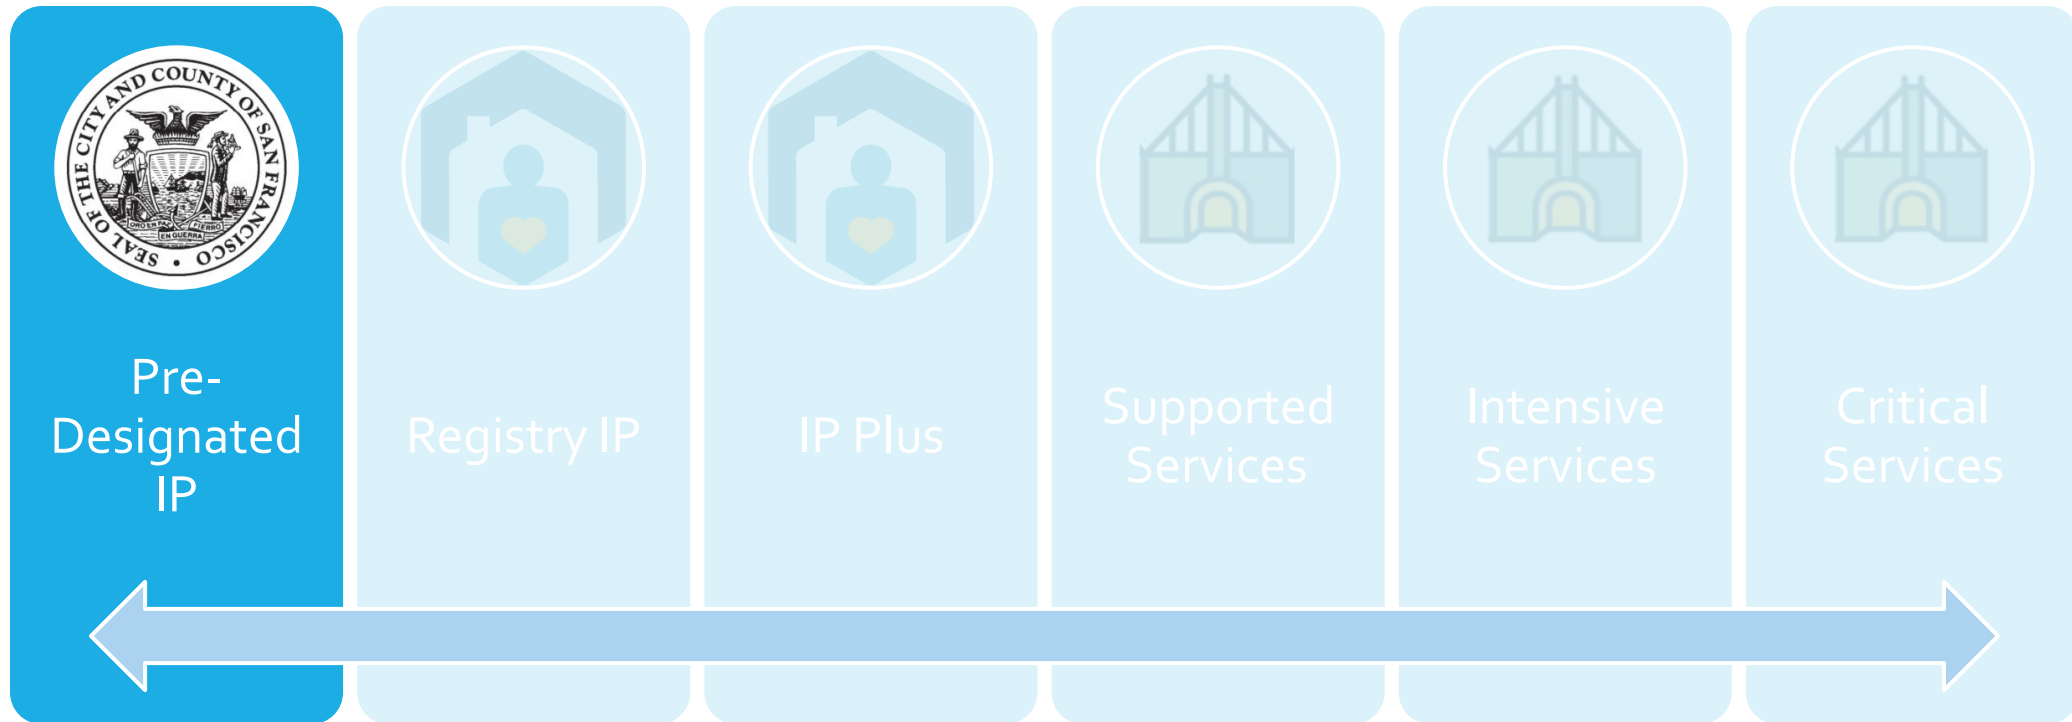 SEAL OF THE CITY AND COUNTY OF SAN FRANCISCO
ORO EN PAZ
FIERRO
EN GUERRA
Pre-
Designated
IP
Registry IP
IP Plus
Supported
Services
Intensive
Services
Critical
Services